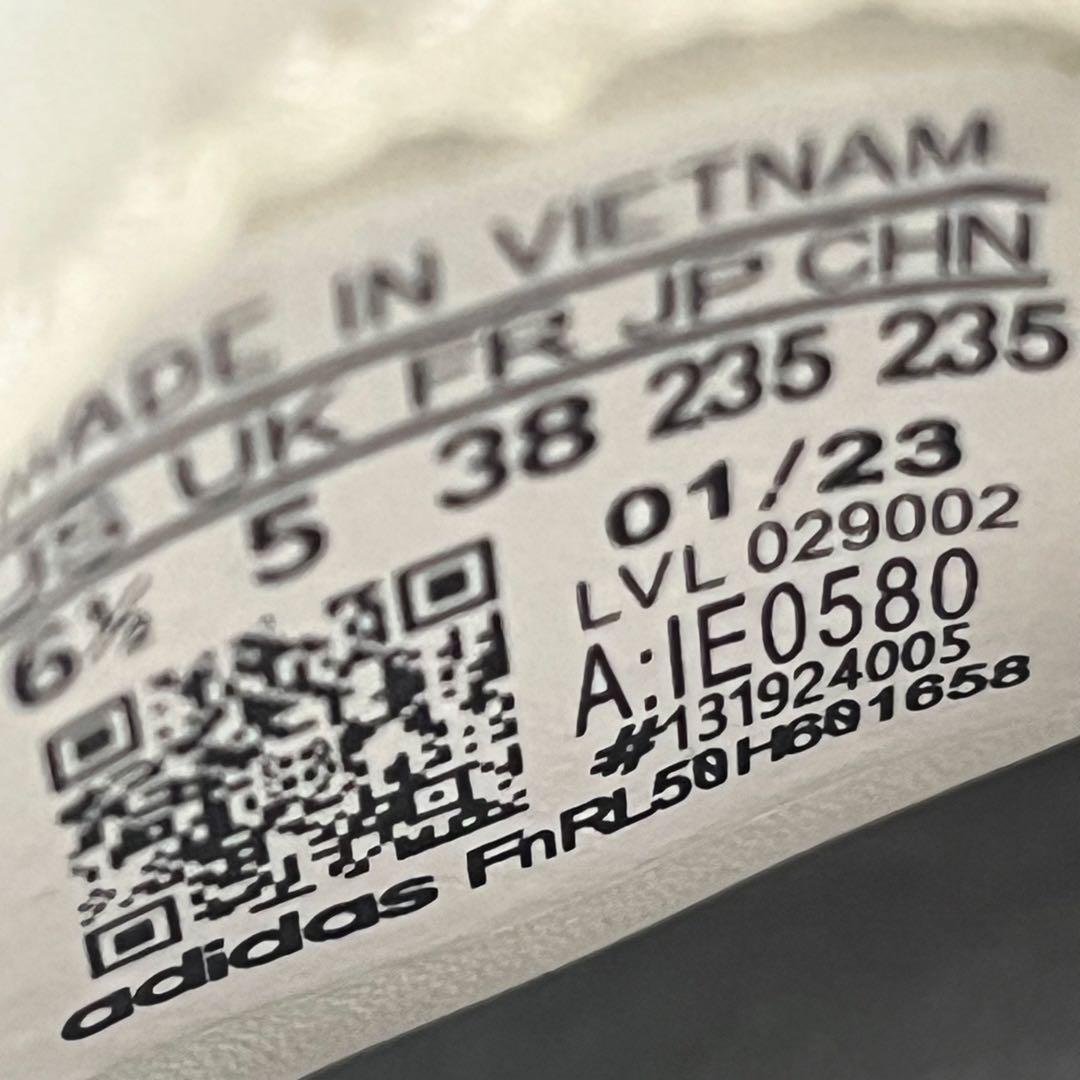 MADE IN VIETNAM
US UK FR JP CHN
6½ 5 38 235 235
01/23
LVL 029002
A:IE0580
#131924005
adidas FnRL50H601658